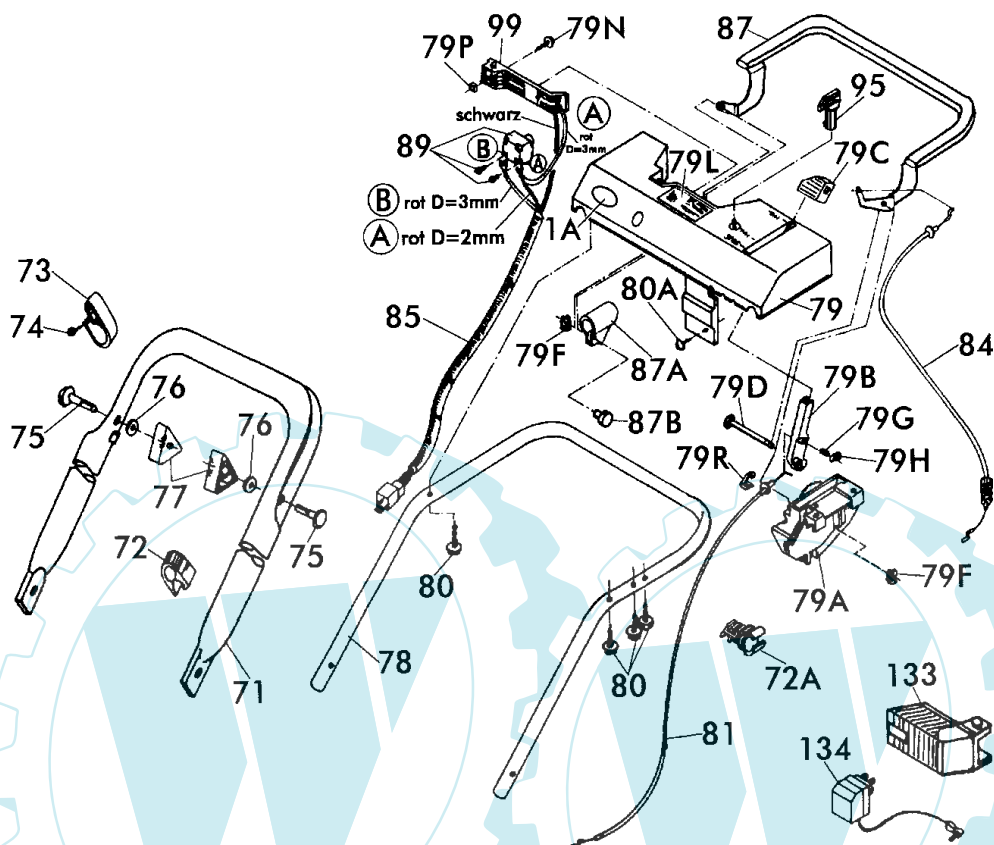 99
79N
87
79P
95
schwarz
A
rot
D=3mm
79C
89
B
A
79L
B rot D=3mm
A rot D=2mm
1A
73
80A
79
74
85
79F
87A
84
76
79D
79B
75
76
87B
79G
79R
79H
77
72
75
80
79F
79A
78
80
72A
71
133
81
134